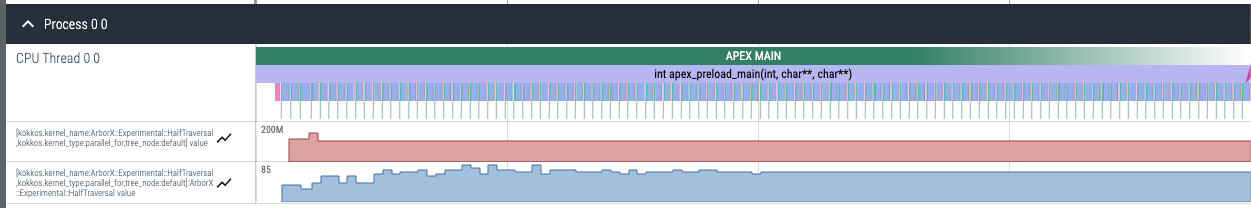 Process 0 0
CPU Thread 0 0
APEX MAIN
int apex_preload_main(int, char**, char**)
[kokkos.kernel_name:ArborX::Experimental::HalfTraversal
,kokkos.kernel_type:parallel_for,tree_node:default] value
200M
[kokkos.kernel_name:ArborX::Experimental::HalfTraversal
,kokkos.kernel_type:parallel_for,tree_node:default]:ArborX
::Experimental::HalfTraversal value
85